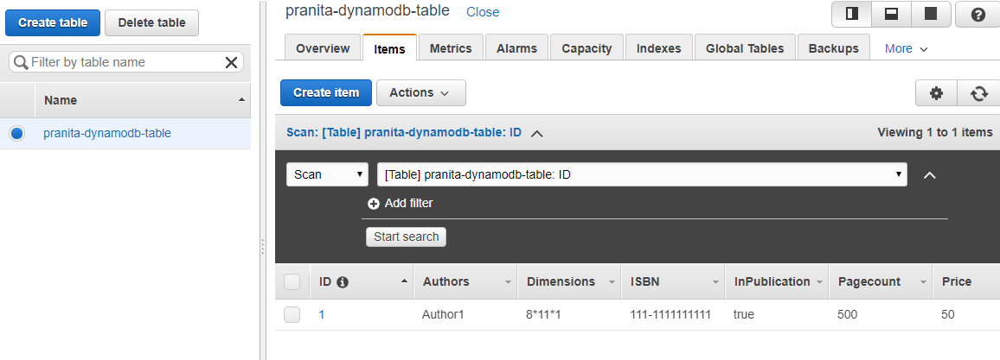 Create table Delete table
Filter by table name
Name
pranita-dynamodb-table
pranita-dynamodb-table Close
Overview Items Metrics Alarms Capacity Indexes Global Tables Backups More
Create item Actions
Scan: [Table] pranita-dynamodb-table: ID Viewing 1 to 1 items
Scan [Table] pranita-dynamodb-table: ID
Add filter
Start search
ID Authors Dimensions ISBN InPublication Pagecount Price
1 Author1 8*11*1 111-1111111111 true 500 50